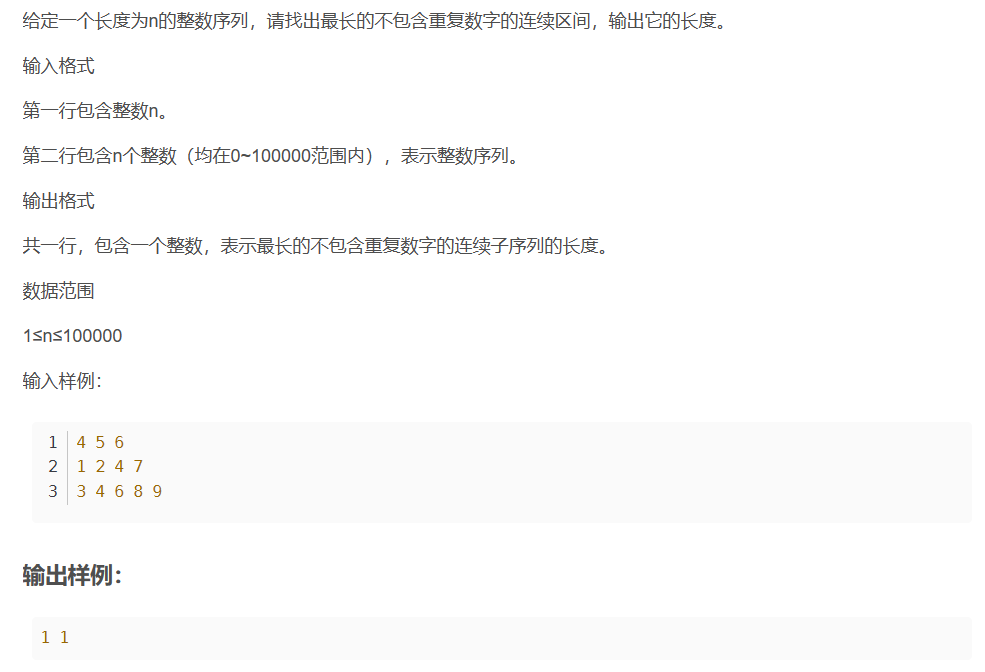 给定一个长度为n的整数序列，请找出最长的不包含重复数字的连续区间，输出它的长度。
输入格式
第一行包含整数n。
第二行包含n个整数（均在0~100000范围内），表示整数序列。
输出格式
共一行，包含一个整数，表示最长的不包含重复数字的连续子序列的长度。
数据范围
1≤n≤100000
输入样例：
1 4 5 6
2 1 2 4 7
3 3 4 6 8 9
输出样例：
1 1